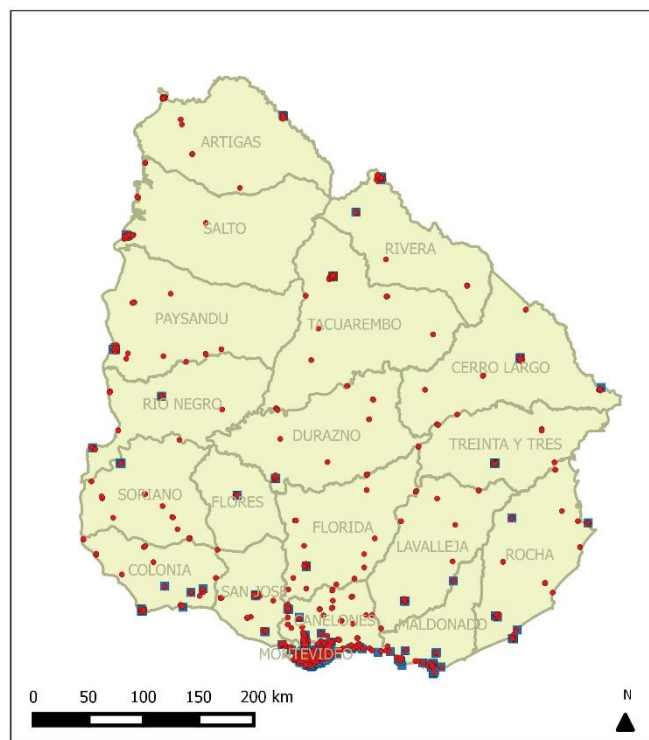 ARTIGAS
SALTO
RIVERA
PAYSANDU
TACUAREMBO
CERRO LARGO
RIO NEGRO
DURAZNO
TREINTA Y TRES
SORIANO
FLORES
FLORIDA
LAVALLEJA
ROCHA
COLONIA
SAN JOSE
CANELONES
MALDONADO
MONTEVIDEO
0 50 100 150 200 km
N